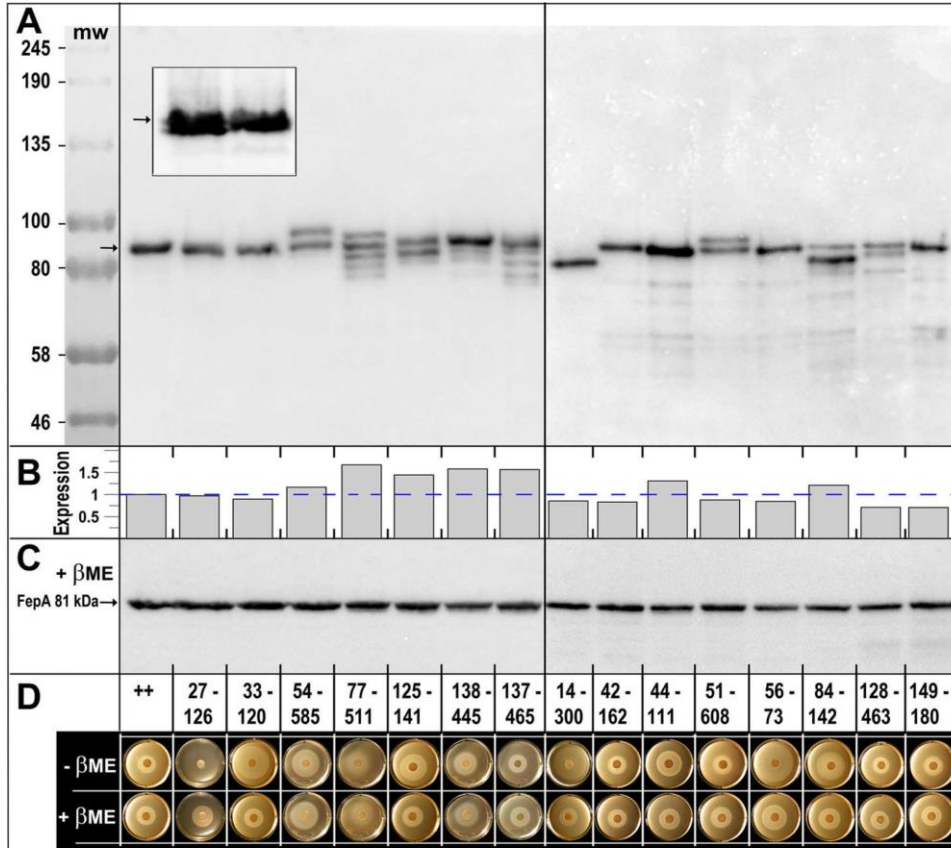 A
mw
245
190
135
100
80
58
46
B
Expression
1.5
1
0.5
C
+ βME
FepA 81 kDa
D
++ 27 - 33 - 54 - 77 - 125 - 138 - 137 - 14 - 42 - 44 - 51 - 56 - 84 - 128 - 149 -
126 120 585 511 141 445 465 300 162 111 608 73 142 463 180
- βME
+ βME